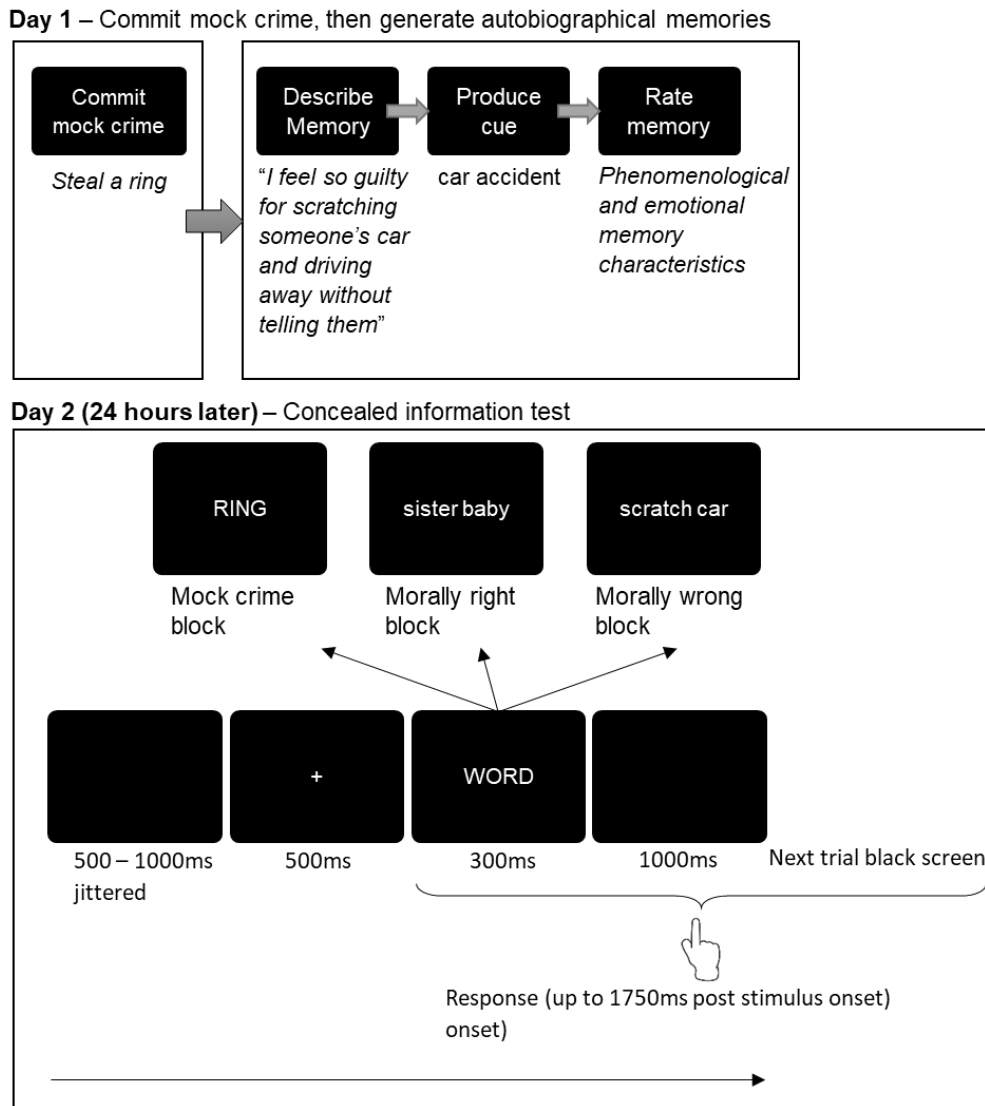 Day 1 – Commit mock crime, then generate autobiographical memories
Commit
mock crime
Steal a ring
Describe
Memory
“I feel so guilty
for scratching
someone’s car
and driving
away without
telling them”
Produce
cue
car accident
Rate
memory
Phenomenological
and emotional
memory
characteristics
Day 2 (24 hours later) – Concealed information test
RING
Mock crime
block
sister baby
Morally right
block
scratch car
Morally wrong
block
+
WORD
500 – 1000ms
jittered
500ms
300ms
1000ms
Next trial black screen
Response (up to 1750ms post stimulus onset)
onset)